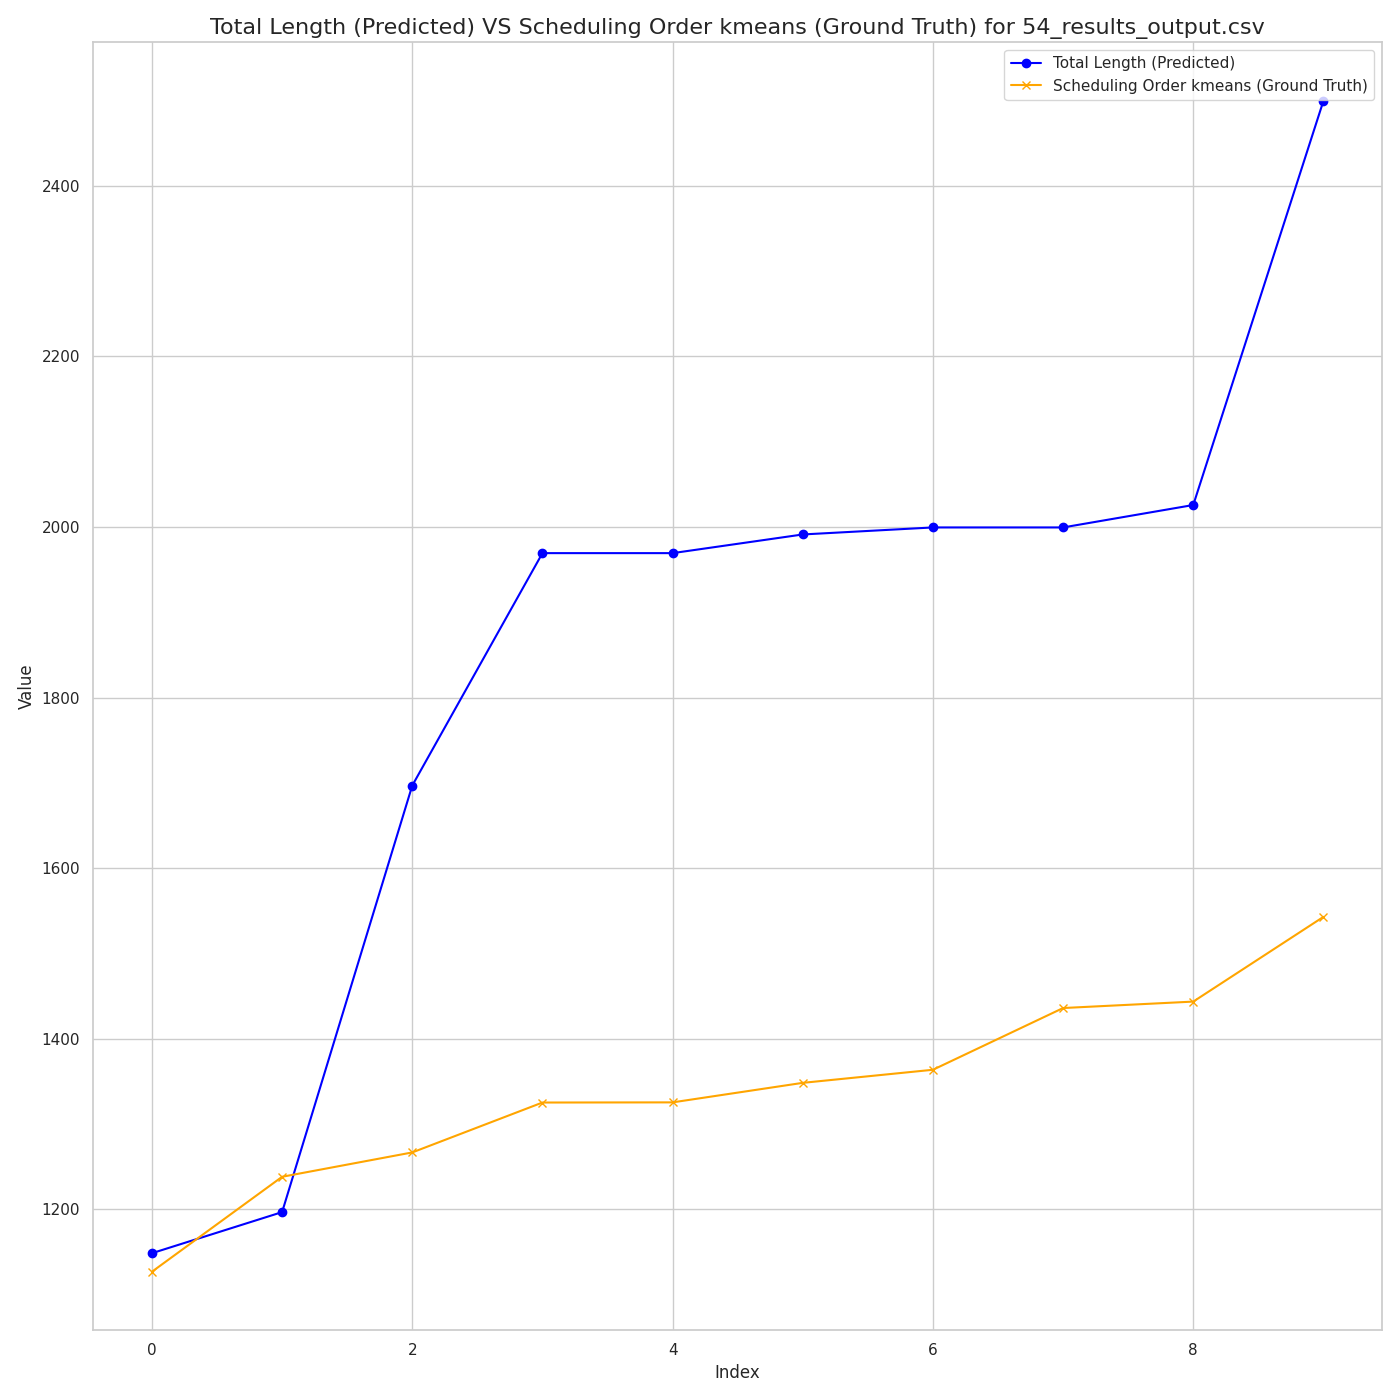 Total Length (Predicted) VS Scheduling Order kmeans (Ground Truth) for 54_results_output.csv
Total Length (Predicted)
Scheduling Order kmeans (Ground Truth)
2400
2200
2000
1800
1600
1400
1200
Value
0 2 4 6 8
Index